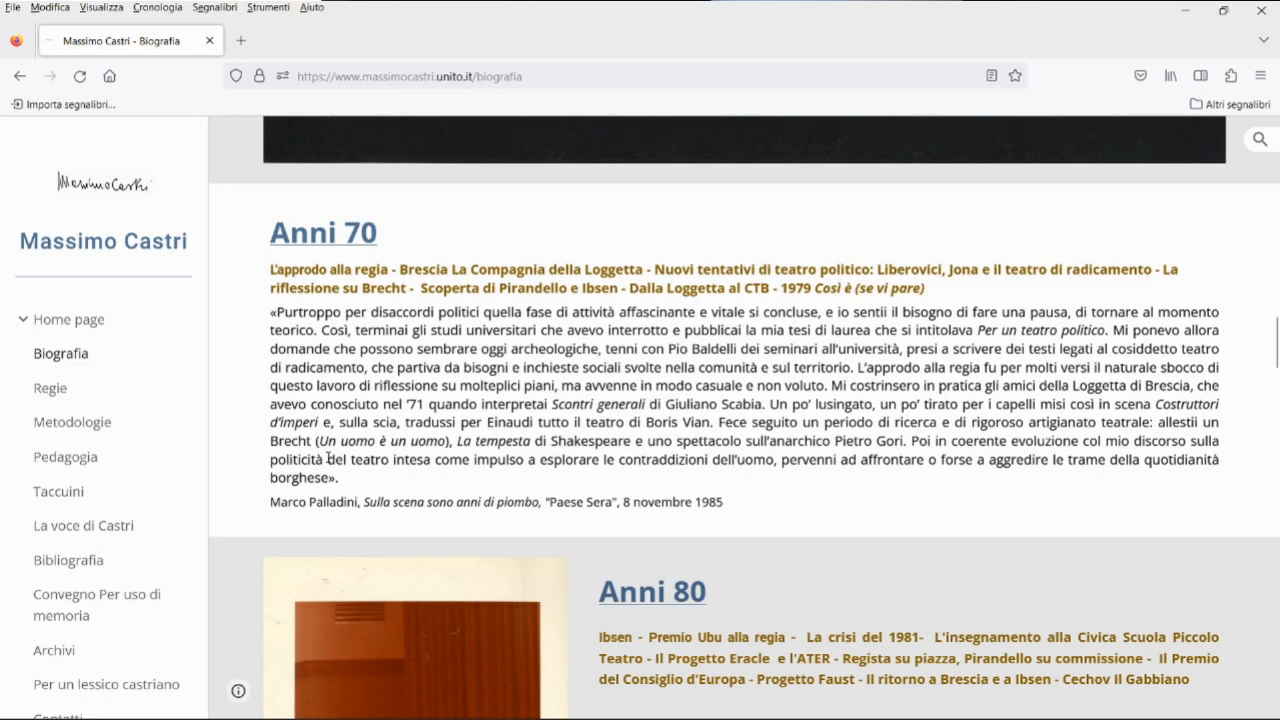 File Modifica Visualizza Cronologia Segnalibri Strumenti Aiuto
Massimo Castri - Biografia
https://www.massimocastri.unito.it/biografia
Importa segnalibri...
Altri segnalibri
Massimo Castri
Massimo Castri
Home page
Biografia
Regie
Metodologie
Pedagogia
Taccuini
La voce di Castri
Bibliografia
Convegno Per uso di
memoria
Archivi
Per un lessico castriano
Contatti
Anni 70
L'approdo alla regia - Brescia La Compagnia della Loggetta - Nuovi tentativi di teatro politico: Liberovici, Jona e il teatro di radicamento - La
riflessione su Brecht - Scoperta di Pirandello e Ibsen - Dalla Loggetta al CTB - 1979 Così è (se vi pare)
«Purtroppo per disaccordi politici quella fase di attività affascinante e vitale si concluse, e io sentii il bisogno di fare una pausa, di tornare al momento
teorico. Così, terminai gli studi universitari che avevo interrotto e pubblicai la mia tesi di laurea che si intitolava Per un teatro politico. Mi ponevo allora
domande che possono sembrare oggi archeologiche, tenni con Pio Baldelli dei seminari all'università, presi a scrivere dei testi legati al cosiddetto teatro
di radicamento, che partiva da bisogni e inchieste sociali svolte nella comunità e sul territorio. L'approdo alla regia fu per molti versi il naturale sbocco di
questo lavoro di riflessione su molteplici piani, ma avvenne in modo casuale e non voluto. Mi costrinsero in pratica gli amici della Loggetta di Brescia, che
avevo conosciuto nel '71 quando interpretai Scontri generali di Giuliano Scabia. Un po' lusingato, un po' tirato per i capelli misi così in scena Costruttori
d'imperi e, sulla scia, tradussi per Einaudi tutto il teatro di Boris Vian. Fece seguito un periodo di ricerca e di rigoroso artigianato teatrale: allestii un
Brecht (Un uomo è un uomo), La tempesta di Shakespeare e uno spettacolo sull'anarchico Pietro Gori. Poi in coerente evoluzione col mio discorso sulla
politicità del teatro intesa come impulso a esplorare le contraddizioni dell'uomo, pervenni ad affrontare o forse a aggredire le trame della quotidianità
borghese».
Marco Palladini, Sulla scena sono anni di piombo, "Paese Sera", 8 novembre 1985
Anni 80
Ibsen - Premio Ubu alla regia - La crisi del 1981- L'insegnamento alla Civica Scuola Piccolo
Teatro - Il Progetto Eracle e l'ATER - Regista su piazza, Pirandello su commissione - Il Premio
del Consiglio d'Europa - Progetto Faust - Il ritorno a Brescia e a Ibsen - Cechov Il Gabbiano